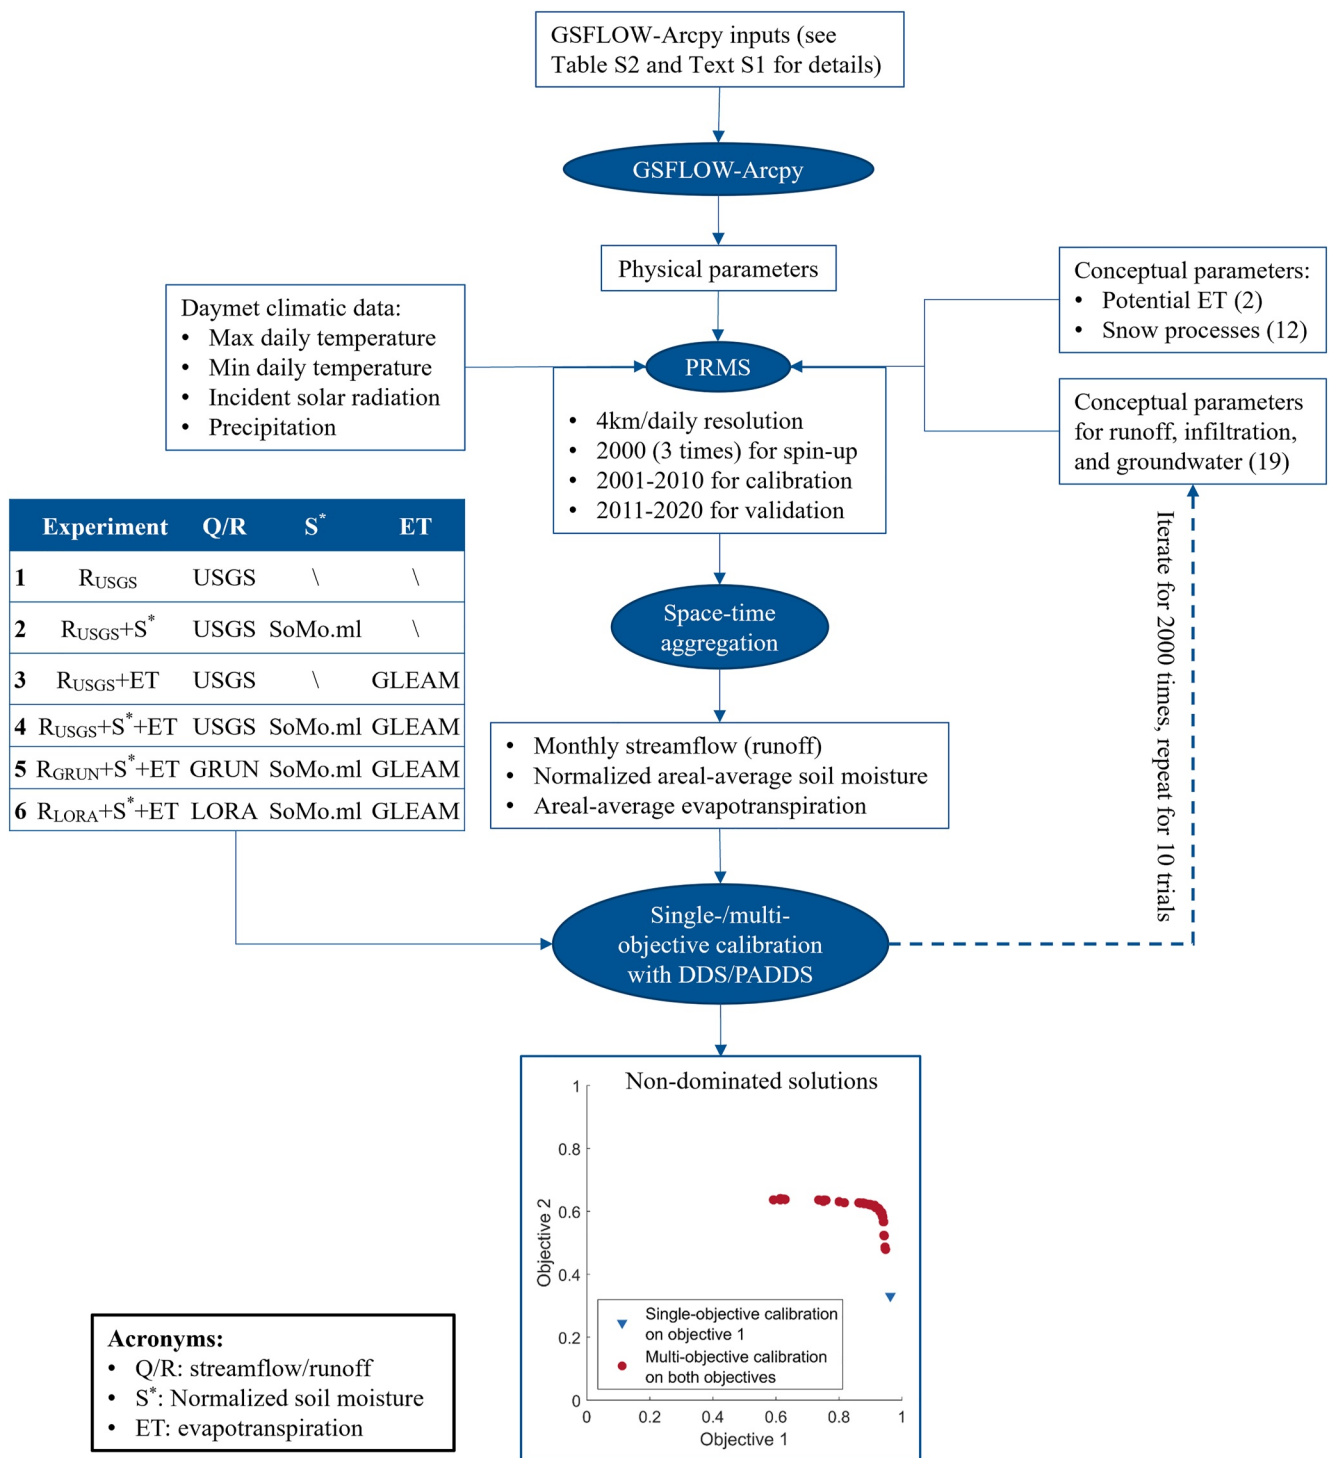 GSFLOW-Arcpy inputs (see
Table S2 and Text S1 for details)
GSFLOW-Arcpy
Physical parameters
Daymet climatic data:
• Max daily temperature
• Min daily temperature
• Incident solar radiation
• Precipitation
PRMS
• 4km/daily resolution
• 2000 (3 times) for spin-up
• 2001-2010 for calibration
• 2011-2020 for validation
Conceptual parameters:
• Potential ET (2)
• Snow processes (12)
Conceptual parameters
for runoff, infiltration,
and groundwater (19)
Iterate for 2000 times, repeat for 10 trials
Experiment Q/R S* ET
1 RUSGS USGS \ \
2 RUSGS+S* USGS SoMo.ml \
3 RUSGS+ET USGS \ GLEAM
4 RUSGS+S*+ET USGS SoMo.ml GLEAM
5 RGRUN+S*+ET GRUN SoMo.ml GLEAM
6 RLORA+S*+ET LORA SoMo.ml GLEAM
Space-time
aggregation
• Monthly streamflow (runoff)
• Normalized areal-average soil moisture
• Areal-average evapotranspiration
Single-/multi-
objective calibration
with DDS/PADDS
Non-dominated solutions
1
0.8
0.6
0.4
0.2
0
Objective 2
Single-objective calibration
on objective 1
Multi-objective calibration
on both objectives
0 0.2 0.4 0.6 0.8 1
Objective 1
Acronyms:
• Q/R: streamflow/runoff
• S*: Normalized soil moisture
• ET: evapotranspiration